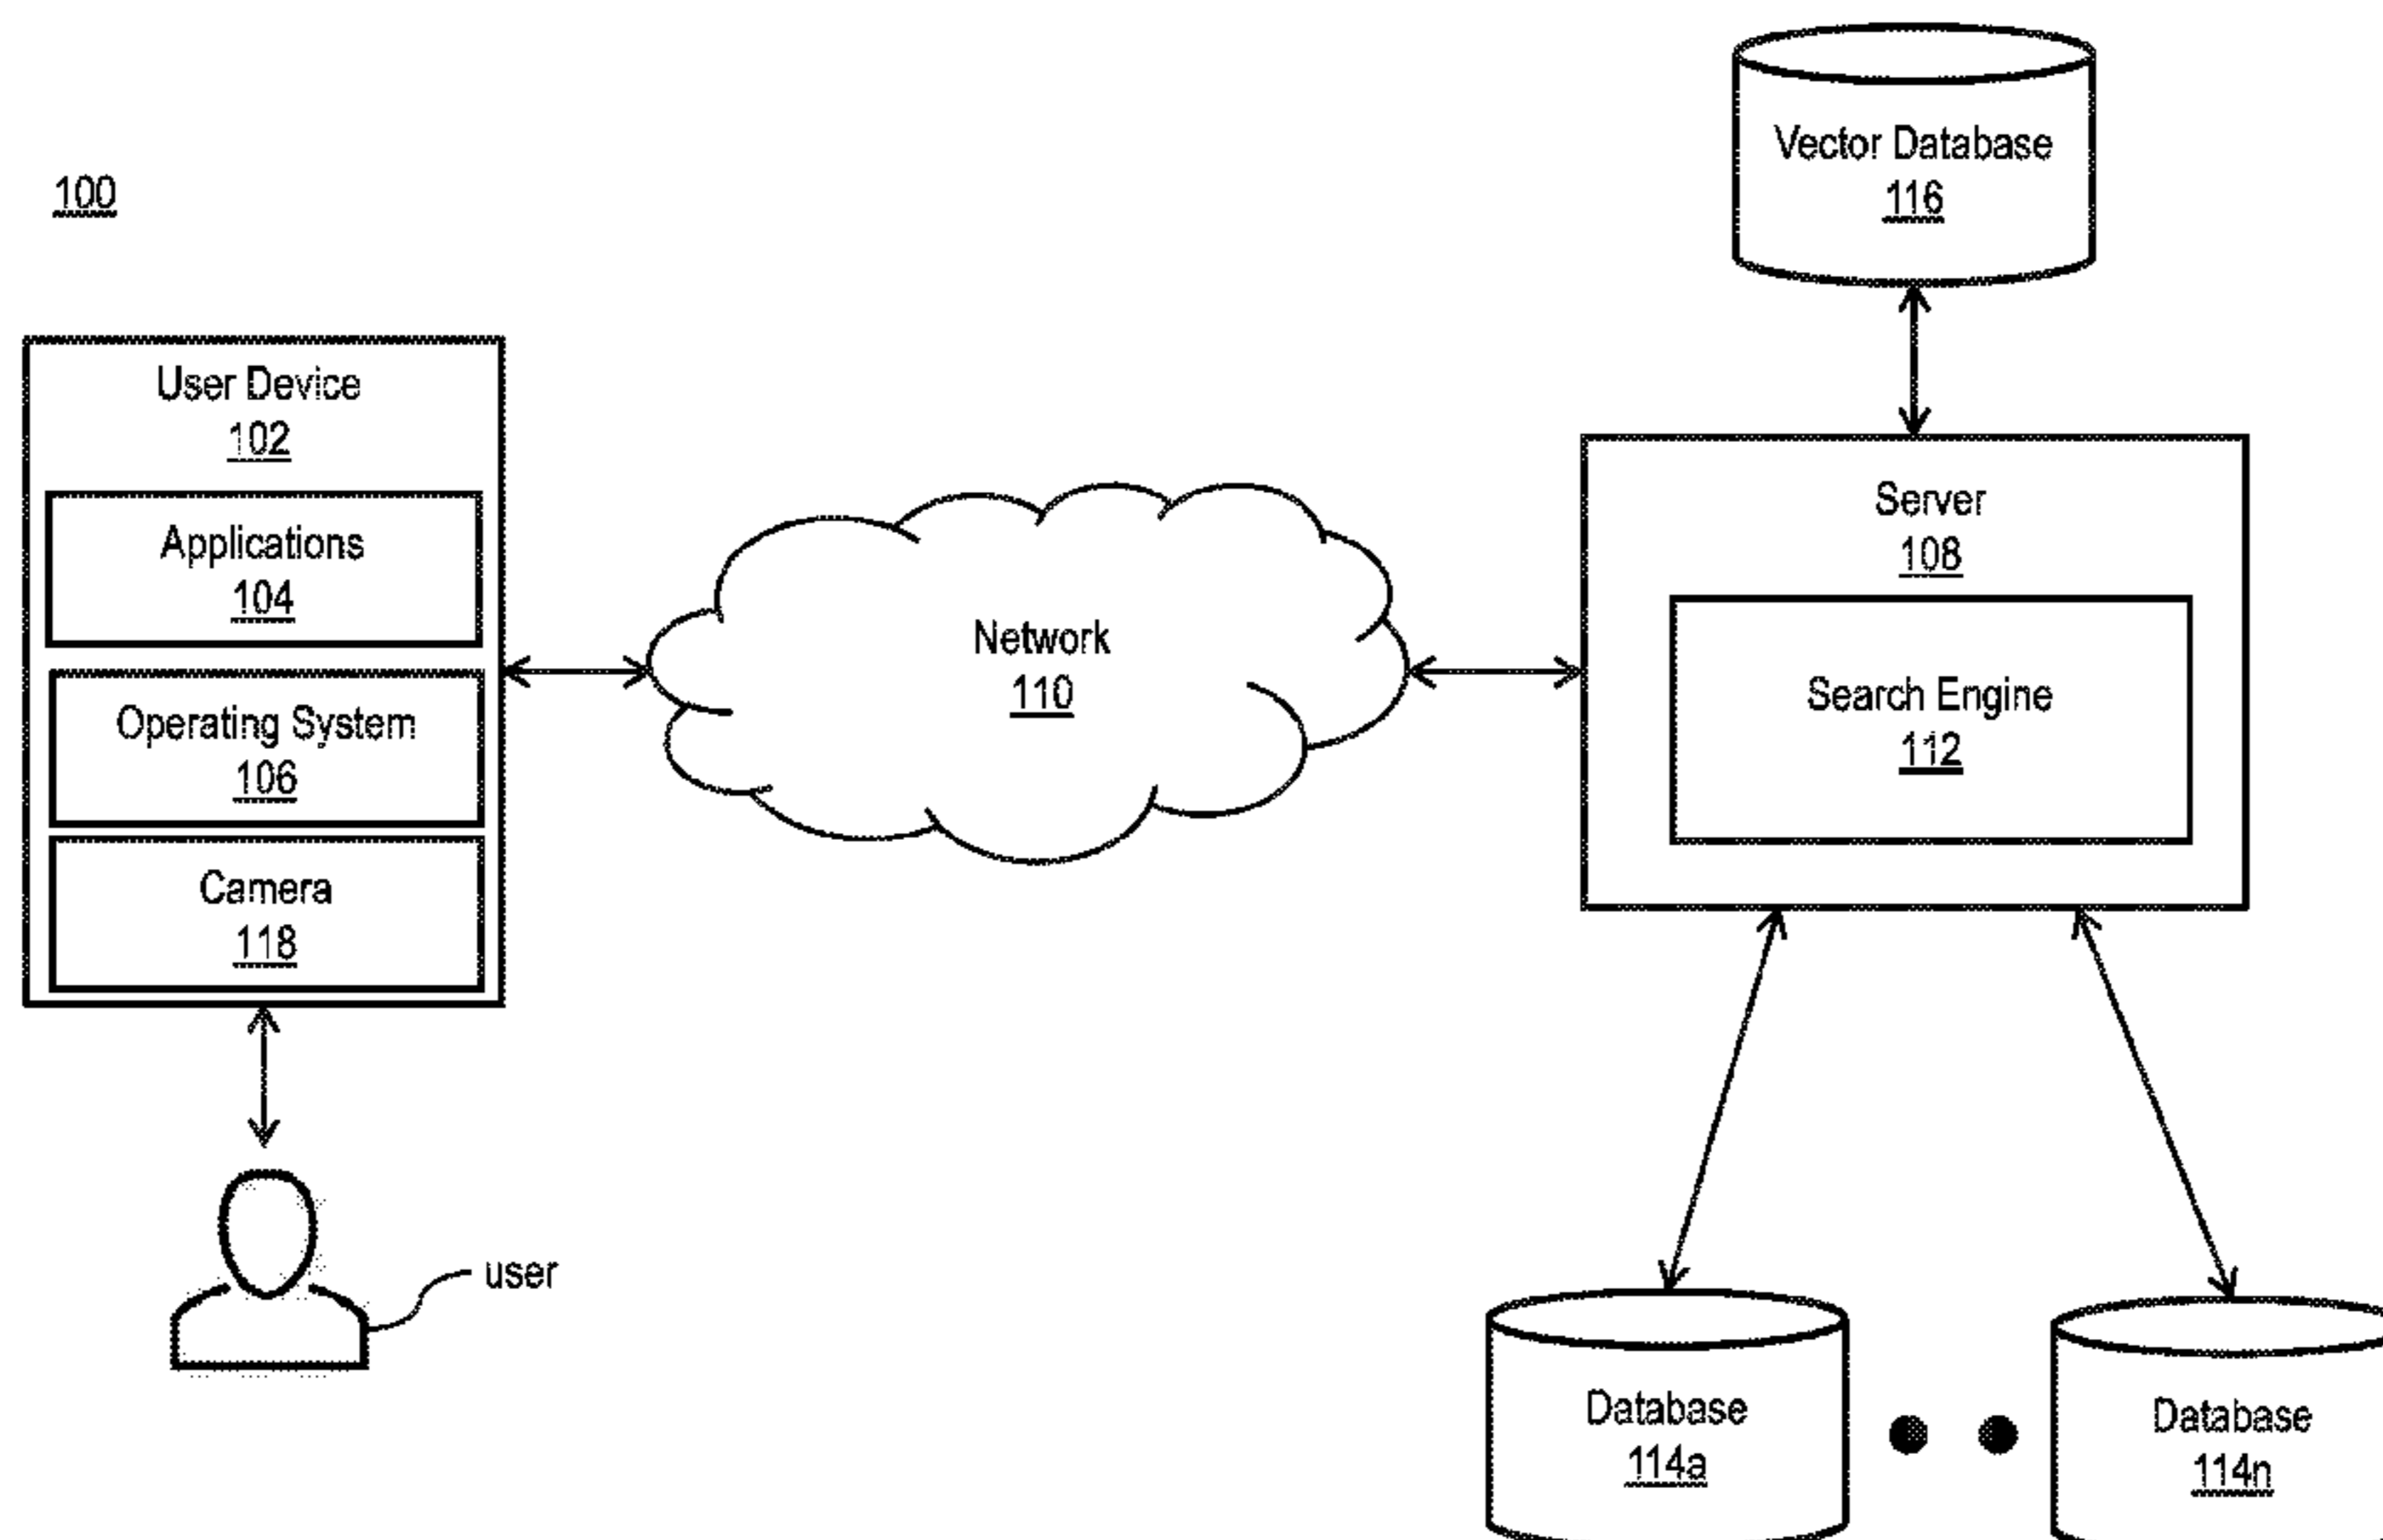 100
Vector Database
116
User Device
102
Applications
104
Operating System
106
Camera
118
Network
110
Server
108
Search Engine
112
user
Database
114a
Database
114n